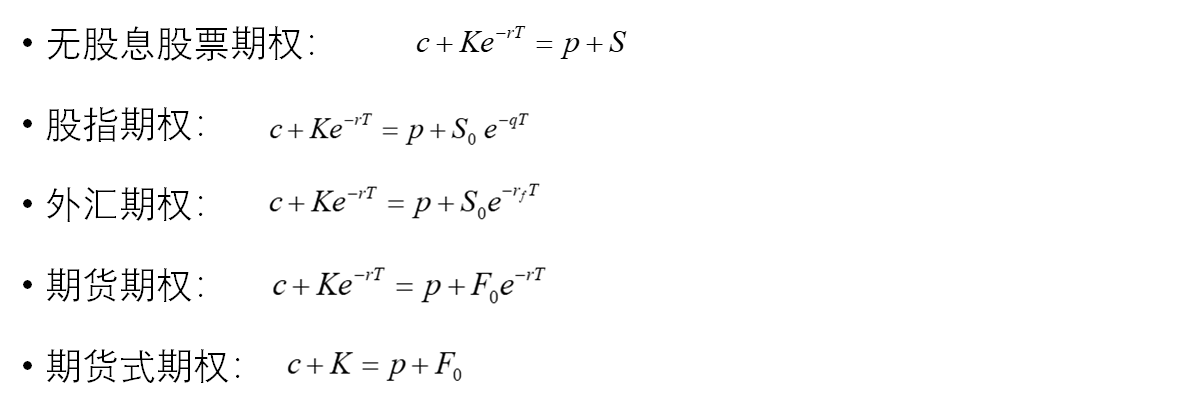 • 无股息股票期权： c + Ke^{-rT} = p + S
• 股指期权： c + Ke^{-rT} = p + S_0 e^{-qT}
• 外汇期权： c + Ke^{-rT} = p + S_0 e^{-r_f T}
• 期货期权： c + Ke^{-rT} = p + F_0 e^{-rT}
• 期货式期权： c + K = p + F_0